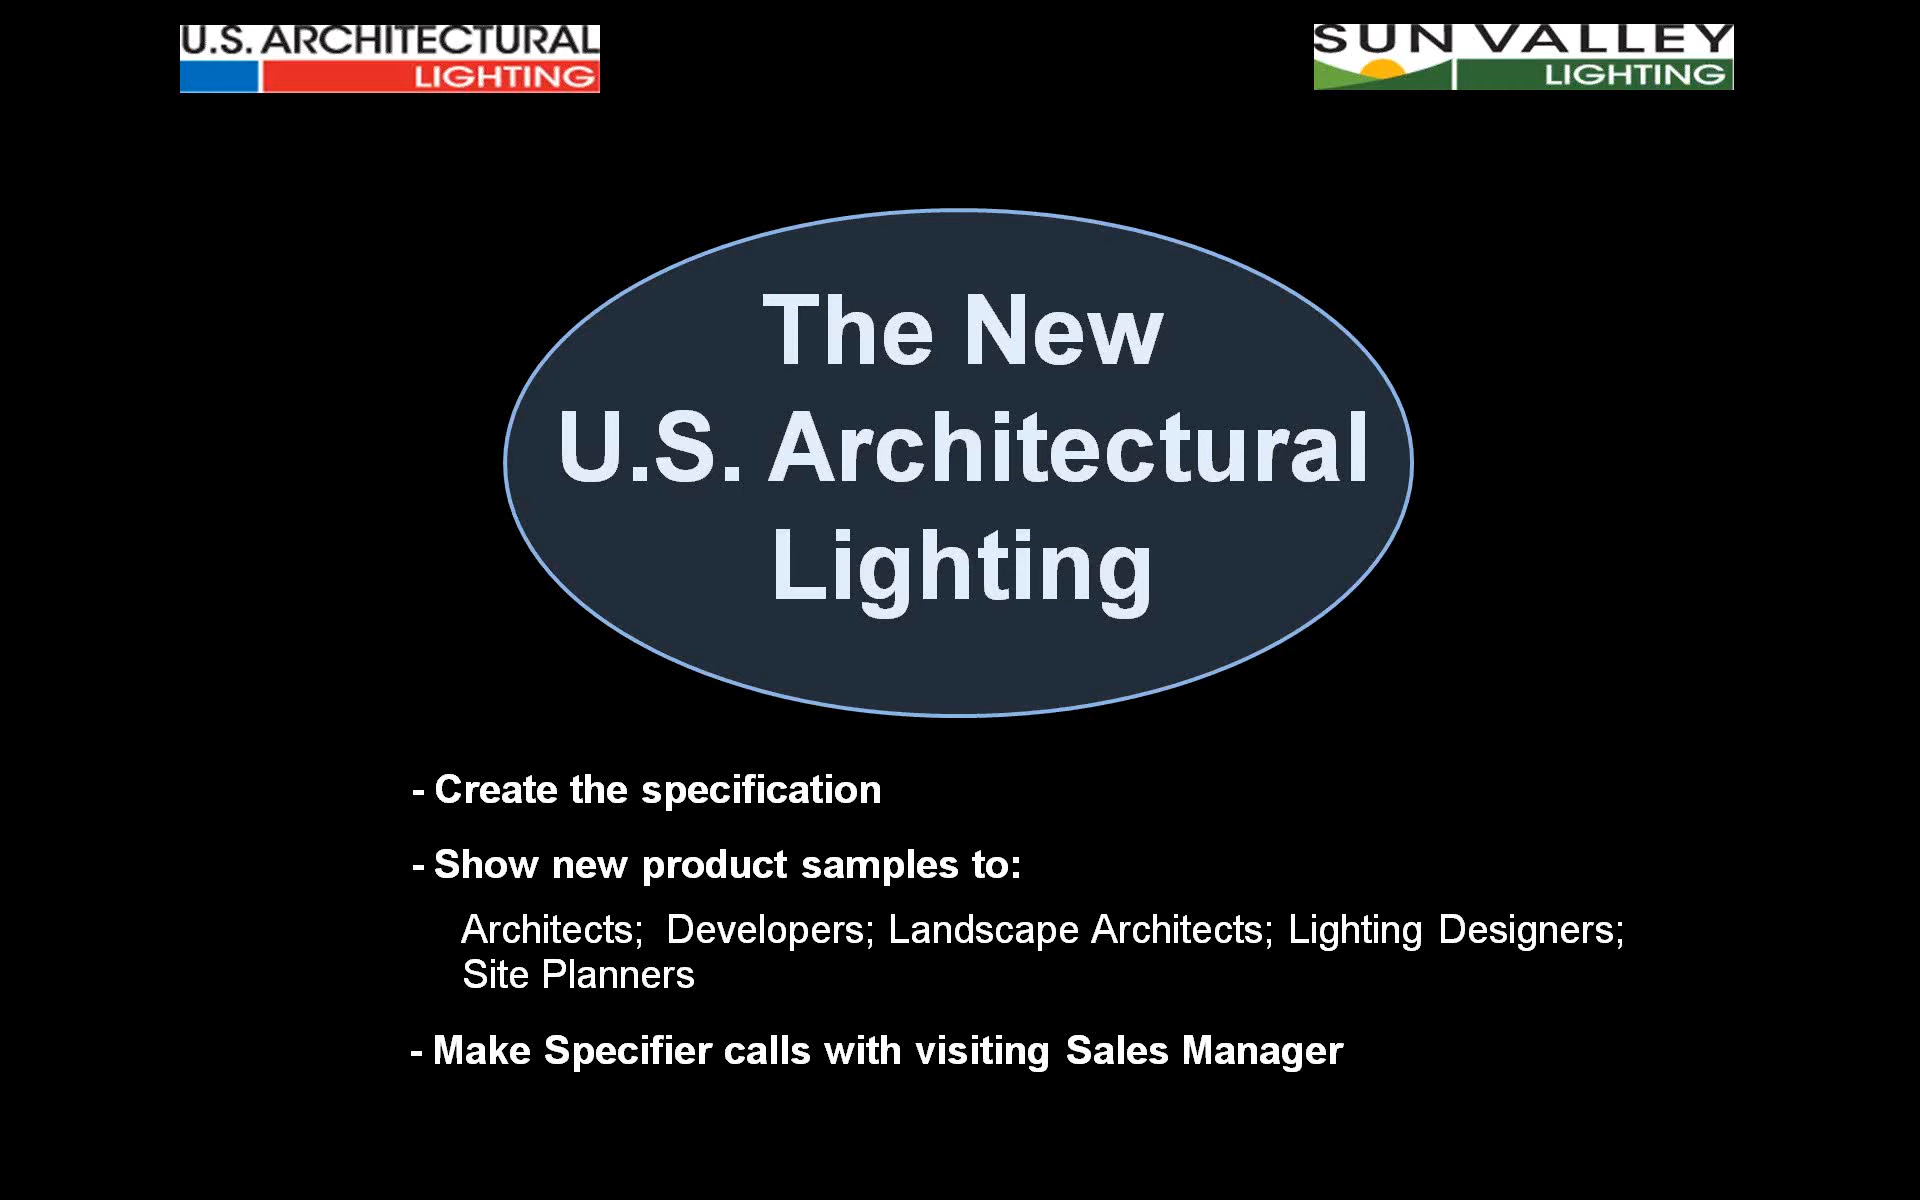 U.S. ARCHITECTURAL
LIGHTING
SUN VALLEY
LIGHTING
The New
U.S. Architectural
Lighting
- Create the specification
- Show new product samples to:
Architects;  Developers; Landscape Architects; Lighting Designers;
Site Planners
- Make Specifier calls with visiting Sales Manager